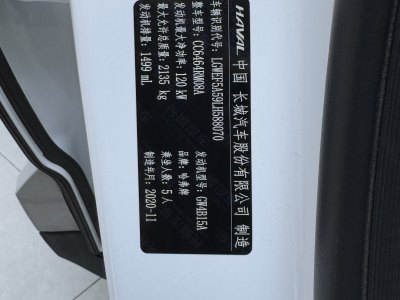 HAVAL 中国 长城汽车股份有限公司 制造
车辆识别代号: LGWEF5A59LH588070
整车型号: CC6464RM08A
发动机型号: GW4B15A
发动机最大净功率: 120 kW
品牌: 哈弗牌
最大允许总质量: 2135 kg
乘坐人数: 5人
发动机排量: 1499 mL
制造年月: 2020-11